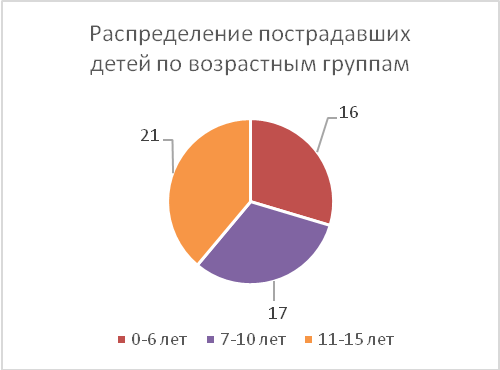 Распределение пострадавших
детей по возрастным группам
16
21
17
0-6 лет 7-10 лет 11-15 лет